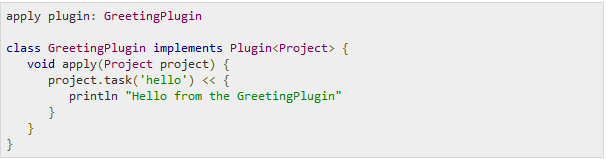 apply plugin: GreetingPlugin
class GreetingPlugin implements Plugin<Project> {
void apply(Project project) {
project.task('hello') << {
println "Hello from the GreetingPlugin"
}
}
}